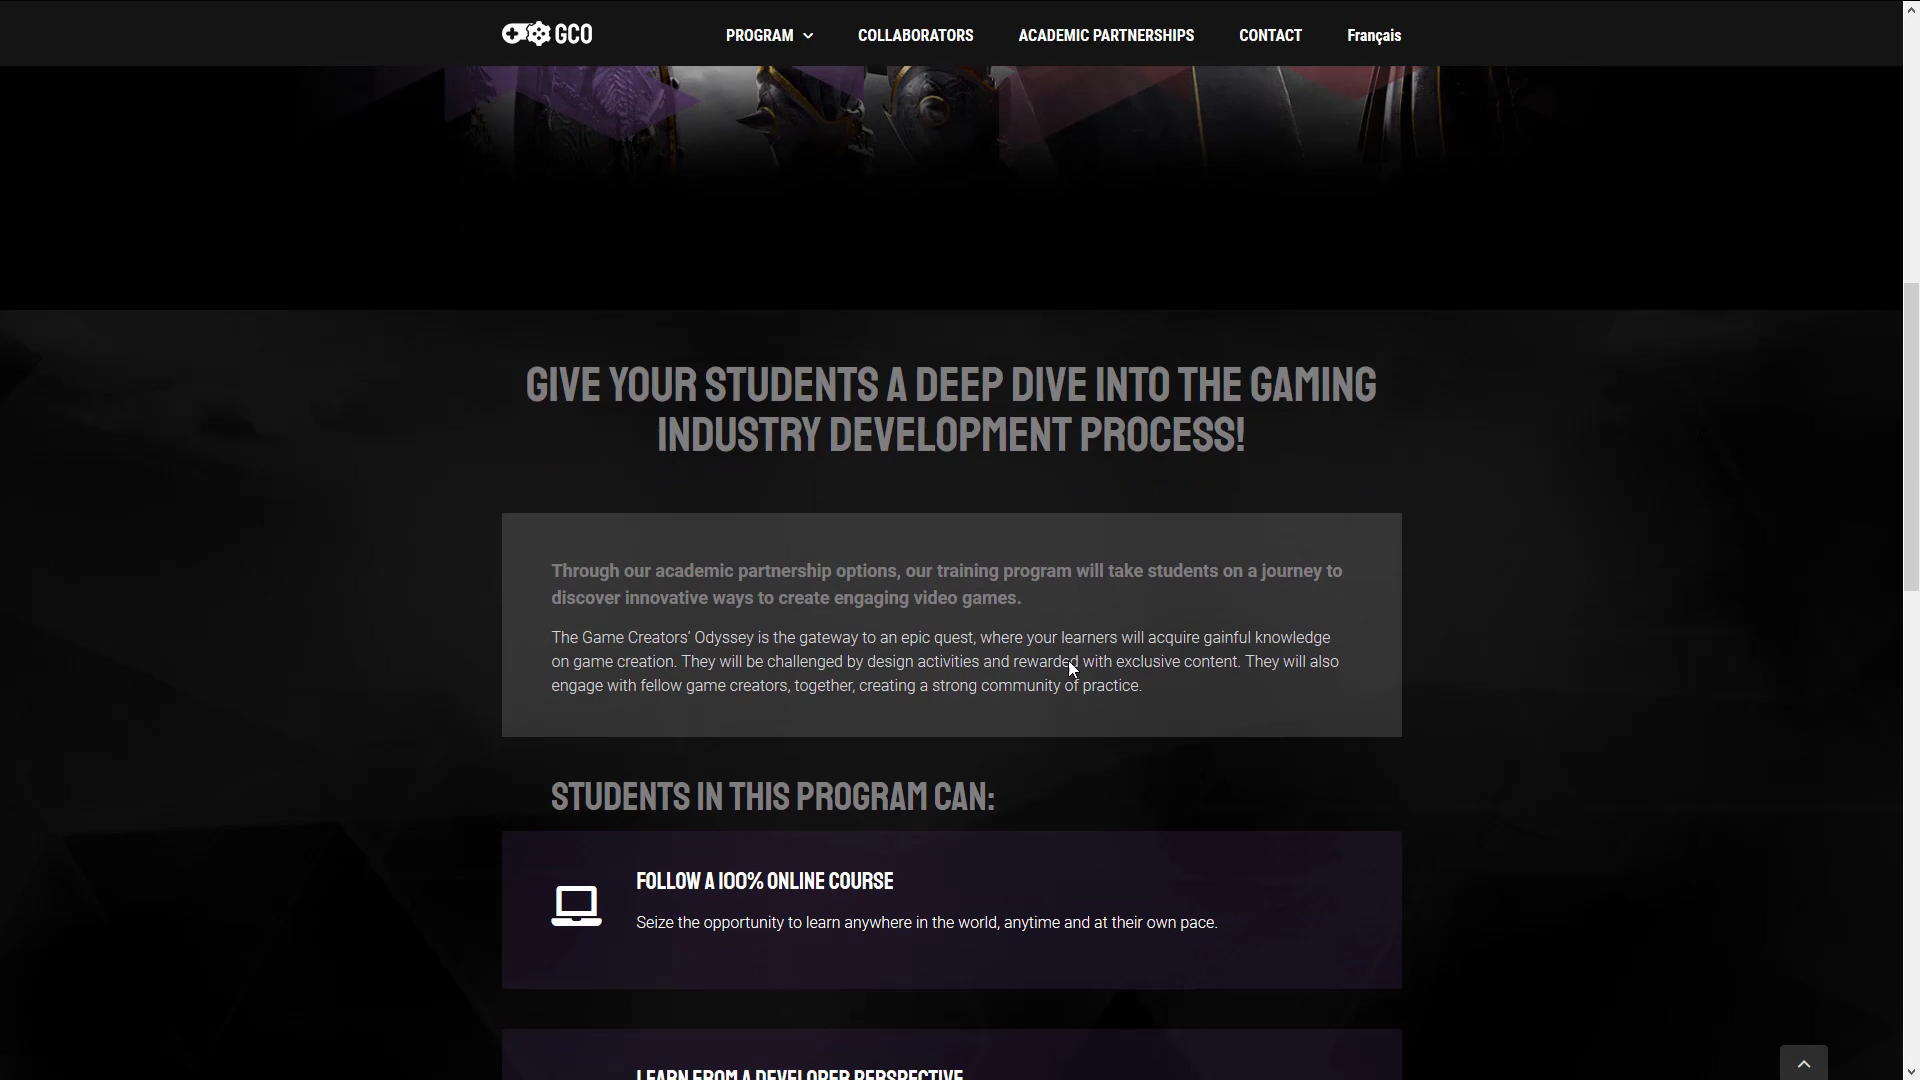 GCO
PROGRAM
COLLABORATORS
ACADEMIC PARTNERSHIPS
CONTACT
Français
GIVE YOUR STUDENTS A DEEP DIVE INTO THE GAMING
INDUSTRY DEVELOPMENT PROCESS!
Through our academic partnership options, our training program will take students on a journey to
discover innovative ways to create engaging video games.
The Game Creators’ Odyssey is the gateway to an epic quest, where your learners will acquire gainful knowledge
on game creation. They will be challenged by design activities and rewarded with exclusive content. They will also
engage with fellow game creators, together, creating a strong community of practice.
STUDENTS IN THIS PROGRAM CAN:
FOLLOW A 100% ONLINE COURSE
Seize the opportunity to learn anywhere in the world, anytime and at their own pace.
LEARN FROM A DEVELOPER PERSPECTIVE